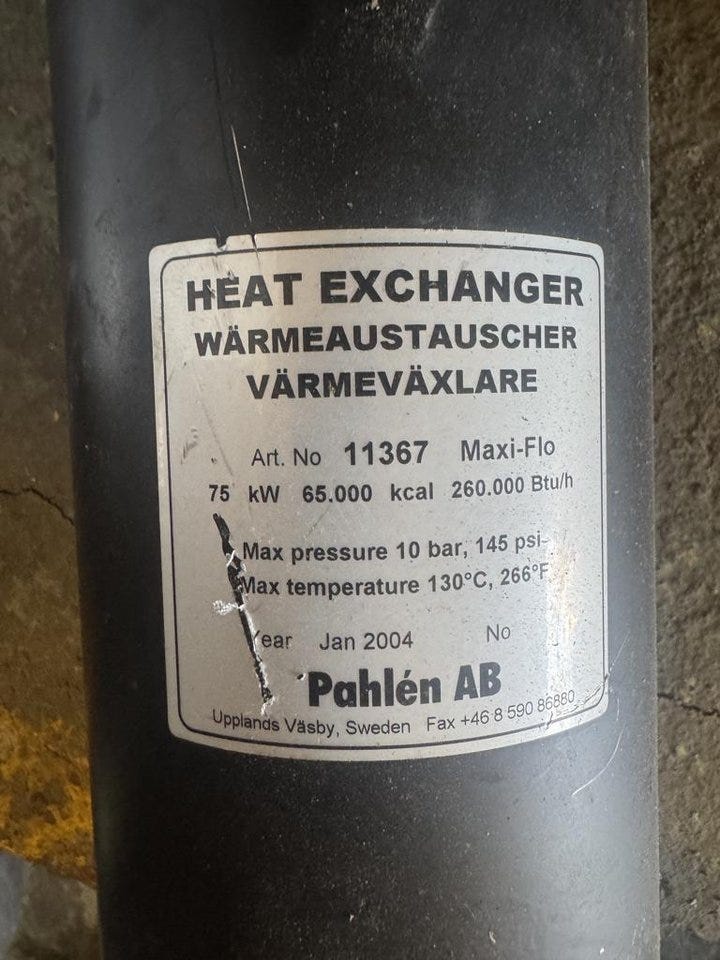 HEAT EXCHANGER
WÄRMEAUSTAUSCHER
VÄRMEVÄXLARE
Art. No 11367 Maxi-Flo
75 kW 65.000 kcal 260.000 Btu/h
Max pressure 10 bar, 145 psi
Max temperature 130°C, 266°F
Year Jan 2004 No
Pahlén AB
Upplands Väsby, Sweden Fax +46 8 590 86880